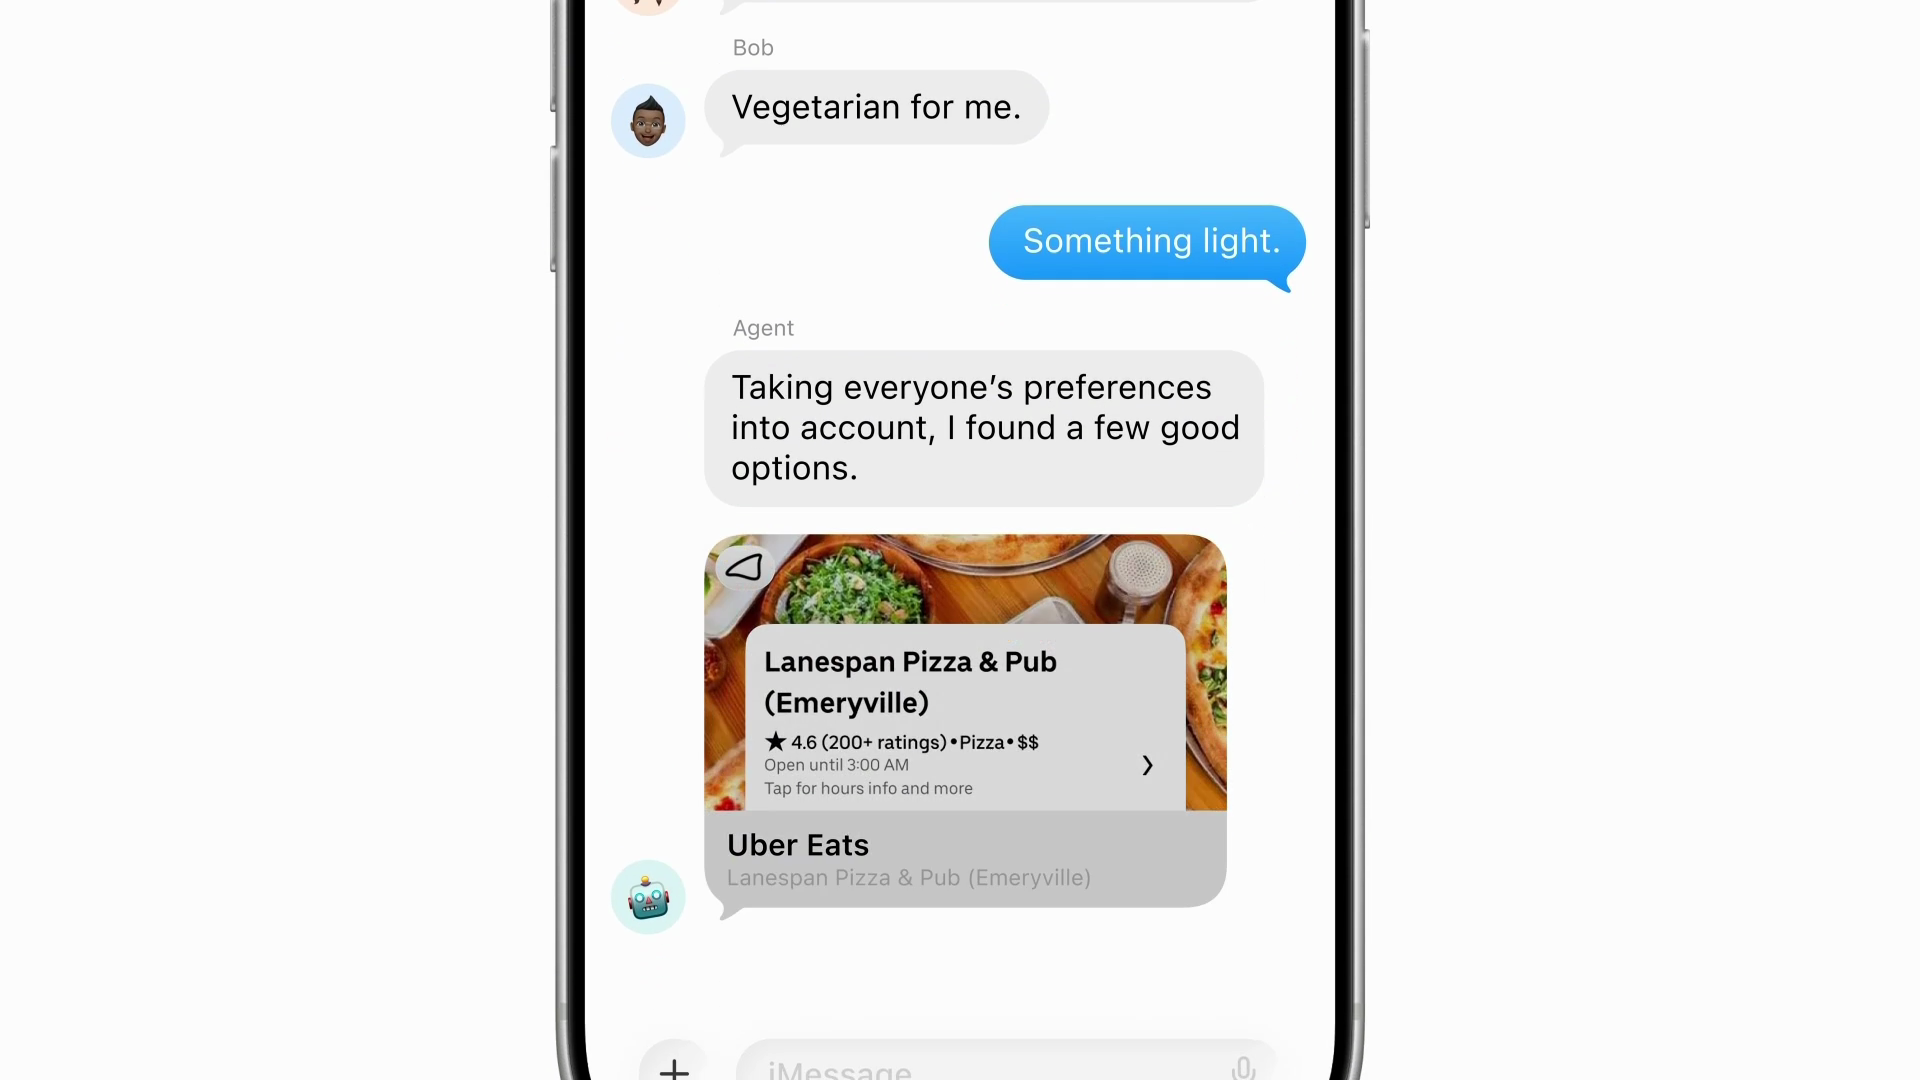 Bob
Vegetarian for me.
Something light.
Agent
Taking everyone’s preferences
into account, I found a few good
options.
Lanespan Pizza & Pub
(Emeryville)
★ 4.6 (200+ ratings) • Pizza • $$
Open until 3:00 AM
Tap for hours info and more
Uber Eats
Lanespan Pizza & Pub (Emeryville)
iMessage